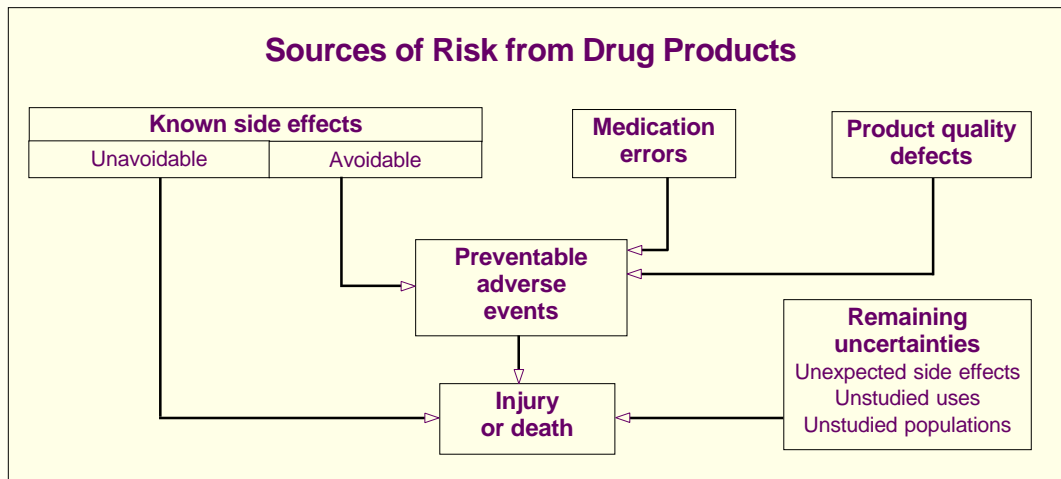 Sources of Risk from Drug Products
Known side effects
Unavoidable
Avoidable
Medication
errors
Product quality
defects
Preventable
adverse
events
Remaining
uncertainties
Unexpected side effects
Unstudied uses
Unstudied populations
Injury
or death